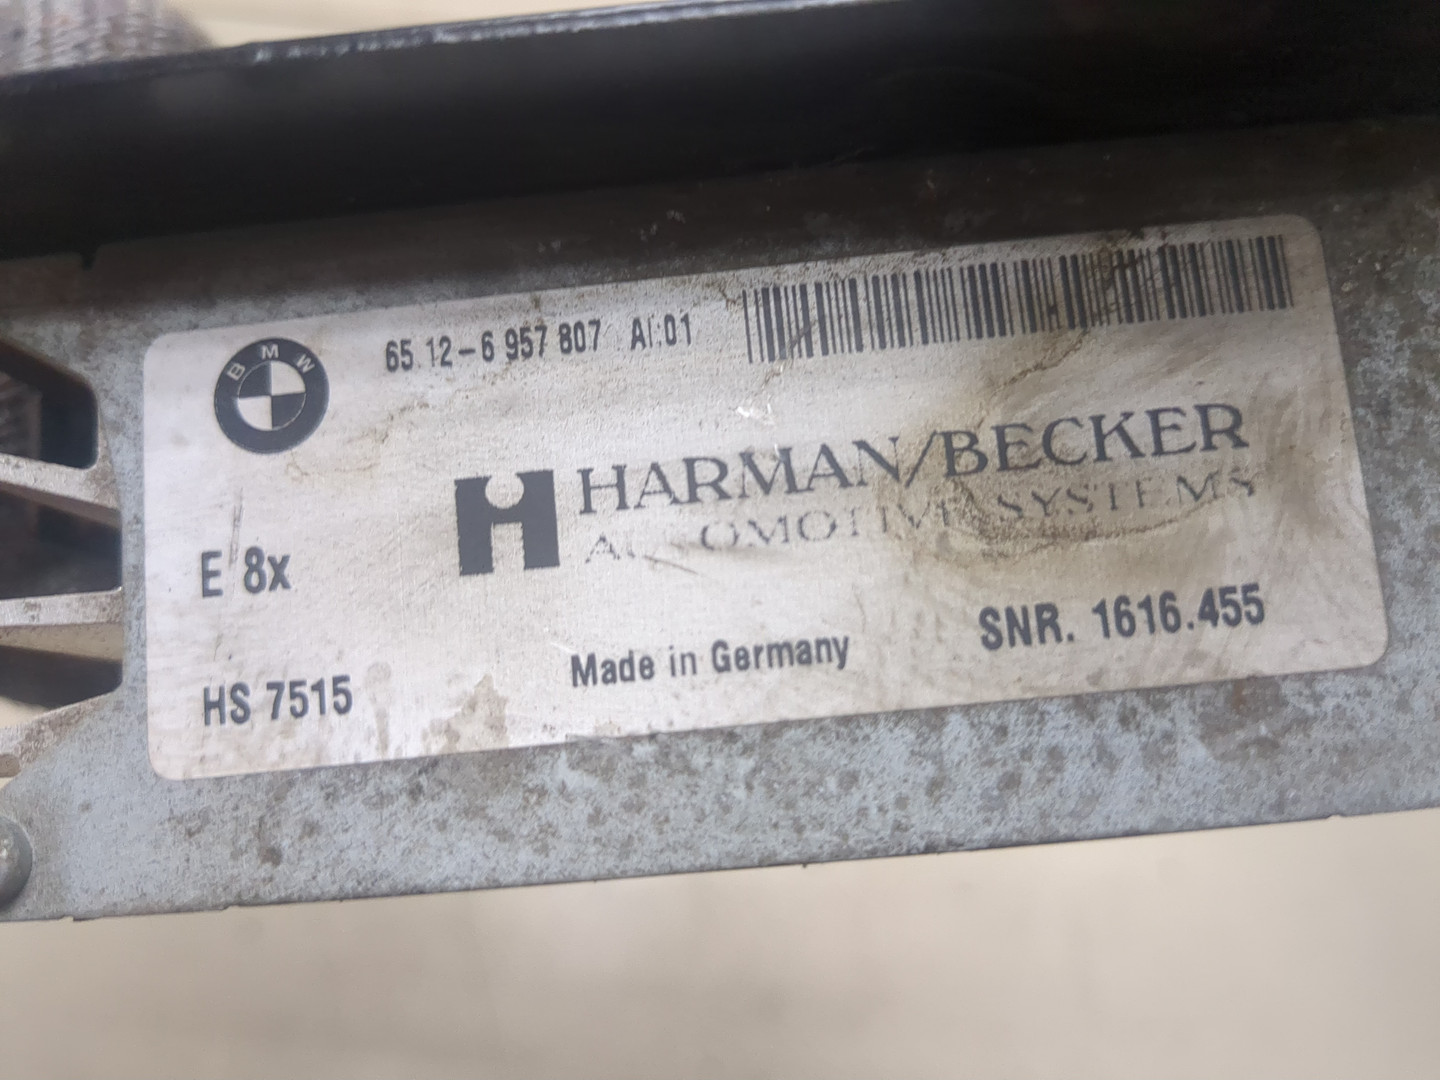 BMW
65.12-6 957 807 AI:01
HARMAN/BECKER
AUTOMOTIVE SYSTEMS
E 8x
SNR. 1616.455
Made in Germany
HS 7515